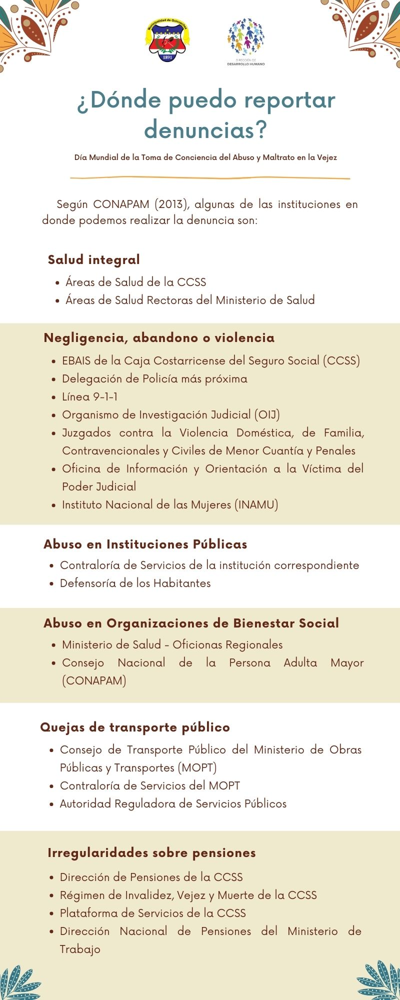 Municipalidad de Goicoechea
1891
DIRECCIÓN DE
DESARROLLO HUMANO
¿Dónde puedo reportar
denuncias?
Día Mundial de la Toma de Conciencia del Abuso y Maltrato en la Vejez
Según CONAPAM (2013), algunas de las instituciones en
donde podemos realizar la denuncia son:
Salud integral
• Áreas de Salud de la CCSS
• Áreas de Salud Rectoras del Ministerio de Salud
Negligencia, abandono o violencia
• EBAIS de la Caja Costarricense del Seguro Social (CCSS)
• Delegación de Policía más próxima
• Línea 9-1-1
• Organismo de Investigación Judicial (OIJ)
• Juzgados contra la Violencia Doméstica, de Familia,
Contravencionales y Civiles de Menor Cuantía y Penales
• Oficina de Información y Orientación a la Víctima del
Poder Judicial
• Instituto Nacional de las Mujeres (INAMU)
Abuso en Instituciones Públicas
• Contraloría de Servicios de la institución correspondiente
• Defensoría de los Habitantes
Abuso en Organizaciones de Bienestar Social
• Ministerio de Salud - Oficionas Regionales
• Consejo Nacional de la Persona Adulta Mayor
(CONAPAM)
Quejas de transporte público
• Consejo de Transporte Público del Ministerio de Obras
Públicas y Transportes (MOPT)
• Contraloría de Servicios del MOPT
• Autoridad Reguladora de Servicios Públicos
Irregularidades sobre pensiones
• Dirección de Pensiones de la CCSS
• Régimen de Invalidez, Vejez y Muerte de la CCSS
• Plataforma de Servicios de la CCSS
• Dirección Nacional de Pensiones del Ministerio de
Trabajo